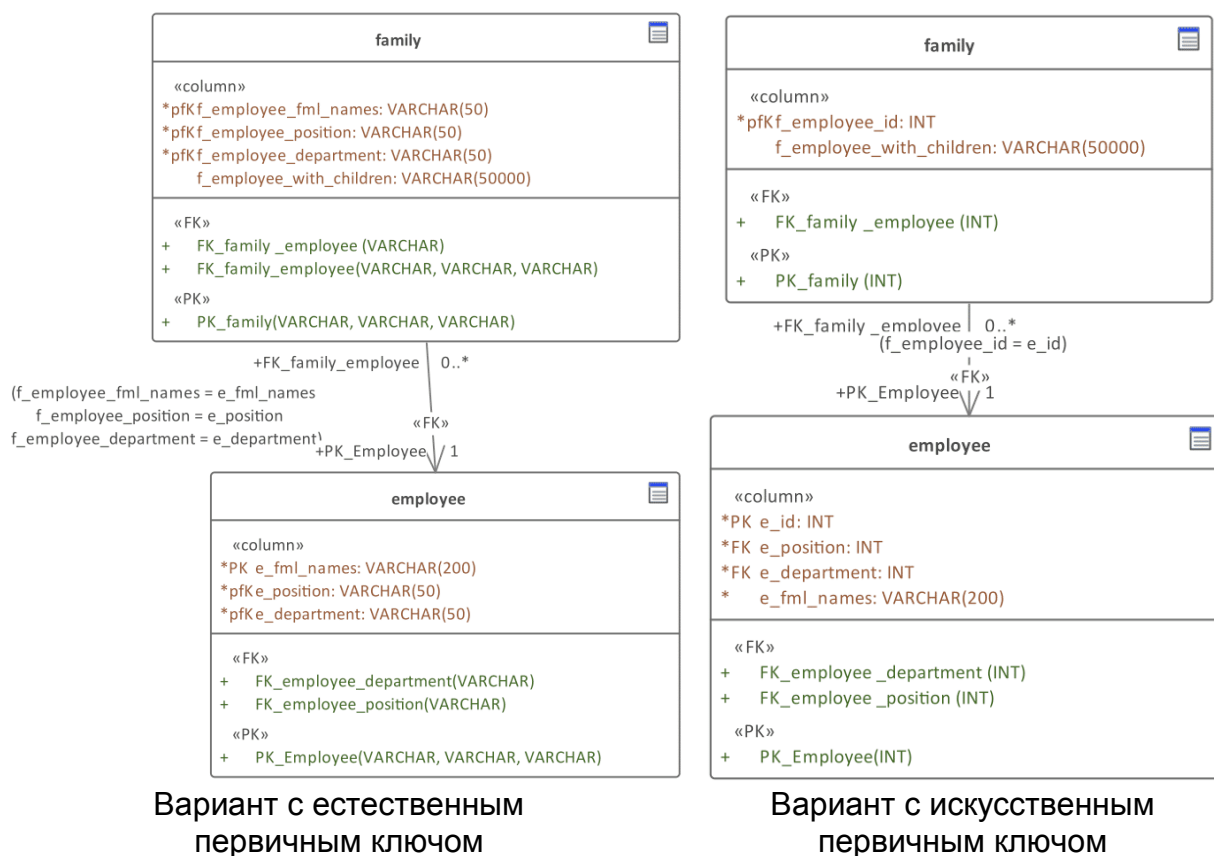 family
«column»
*pfK f_employee_fml_names: VARCHAR(50)
*pfK f_employee_position: VARCHAR(50)
*pfK f_employee_department: VARCHAR(50)
f_employee_with_children: VARCHAR(50000)
«FK»
+ FK_family _employee (VARCHAR)
+ FK_family_employee(VARCHAR, VARCHAR, VARCHAR)
«PK»
+ PK_family(VARCHAR, VARCHAR, VARCHAR)
+FK_family_employee 0..*
(f_employee_fml_names = e_fml_names
f_employee_position = e_position
f_employee_department = e_department)
«FK»
+PK_Employee 1
employee
«column»
*PK e_fml_names: VARCHAR(200)
*pfK e_position: VARCHAR(50)
*pfK e_department: VARCHAR(50)
«FK»
+ FK_employee_department(VARCHAR)
+ FK_employee_position(VARCHAR)
«PK»
+ PK_Employee(VARCHAR, VARCHAR, VARCHAR)
Вариант с естественным
первичным ключом
family
«column»
*pfK f_employee_id: INT
f_employee_with_children: VARCHAR(50000)
«FK»
+ FK_family _employee (INT)
«PK»
+ PK_family (INT)
+FK_family _employee 0..*
(f_employee_id = e_id)
«FK»
+PK_Employee 1
employee
«column»
*PK e_id: INT
*FK e_position: INT
*FK e_department: INT
* e_fml_names: VARCHAR(200)
«FK»
+ FK_employee _department (INT)
+ FK_employee _position (INT)
«PK»
+ PK_Employee(INT)
Вариант с искусственным
первичным ключом